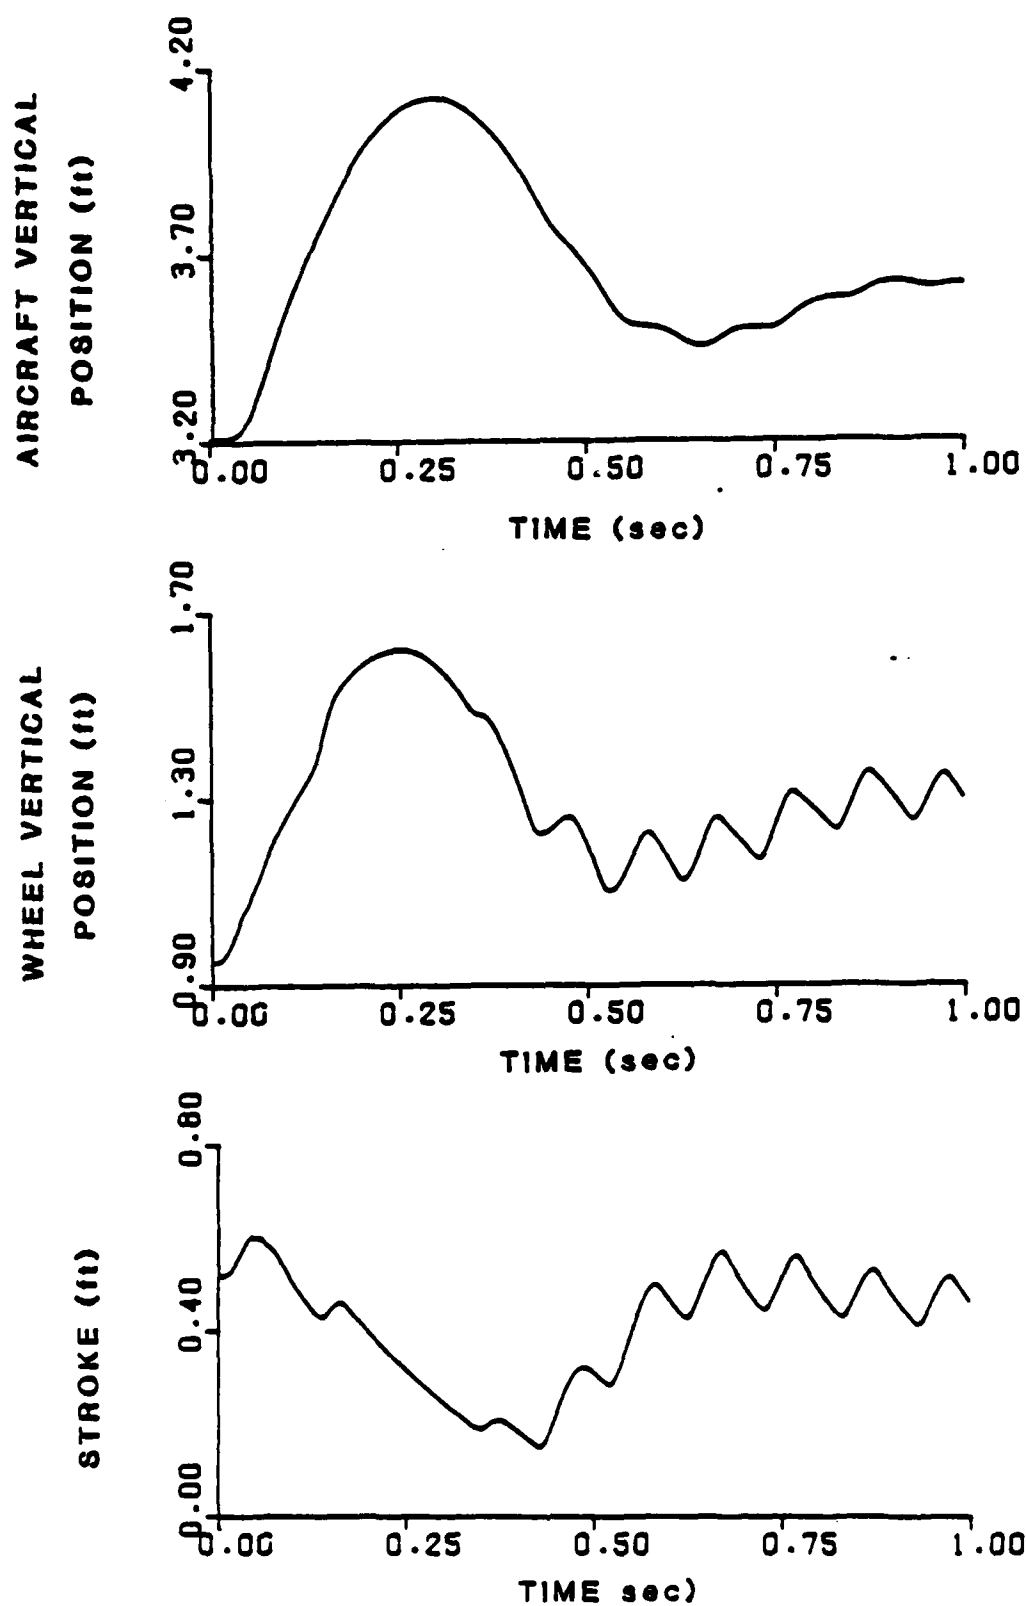 AIRCRAFT VERTICAL
POSITION (ft)
4.20
3.70
3.20
0.00 0.25 0.50 0.75 1.00
TIME (sec)
WHEEL VERTICAL
POSITION (ft)
1.70
1.30
0.90
0.00 0.25 0.50 0.75 1.00
TIME (sec)
STROKE (ft)
0.80
0.40
0.00
0.00 0.25 0.50 0.75 1.00
TIME sec)